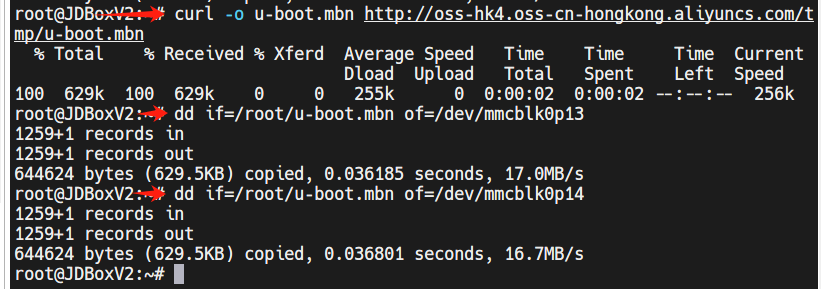 root@JDBoxV2:~# curl -o u-boot.mbn http://oss-hk4.oss-cn-hongkong.aliyuncs.com/t
mp/u-boot.mbn
% Total % Received % Xferd Average Speed Time Time Time Current
Dload Upload Total Spent Left Speed
100 629k 100 629k 0 0 255k 0 0:00:02 0:00:02 --:--:-- 256k
root@JDBoxV2:~# dd if=/root/u-boot.mbn of=/dev/mmcblk0p13
1259+1 records in
1259+1 records out
644624 bytes (629.5KB) copied, 0.036185 seconds, 17.0MB/s
root@JDBoxV2:~# dd if=/root/u-boot.mbn of=/dev/mmcblk0p14
1259+1 records in
1259+1 records out
644624 bytes (629.5KB) copied, 0.036801 seconds, 16.7MB/s
root@JDBoxV2:~#